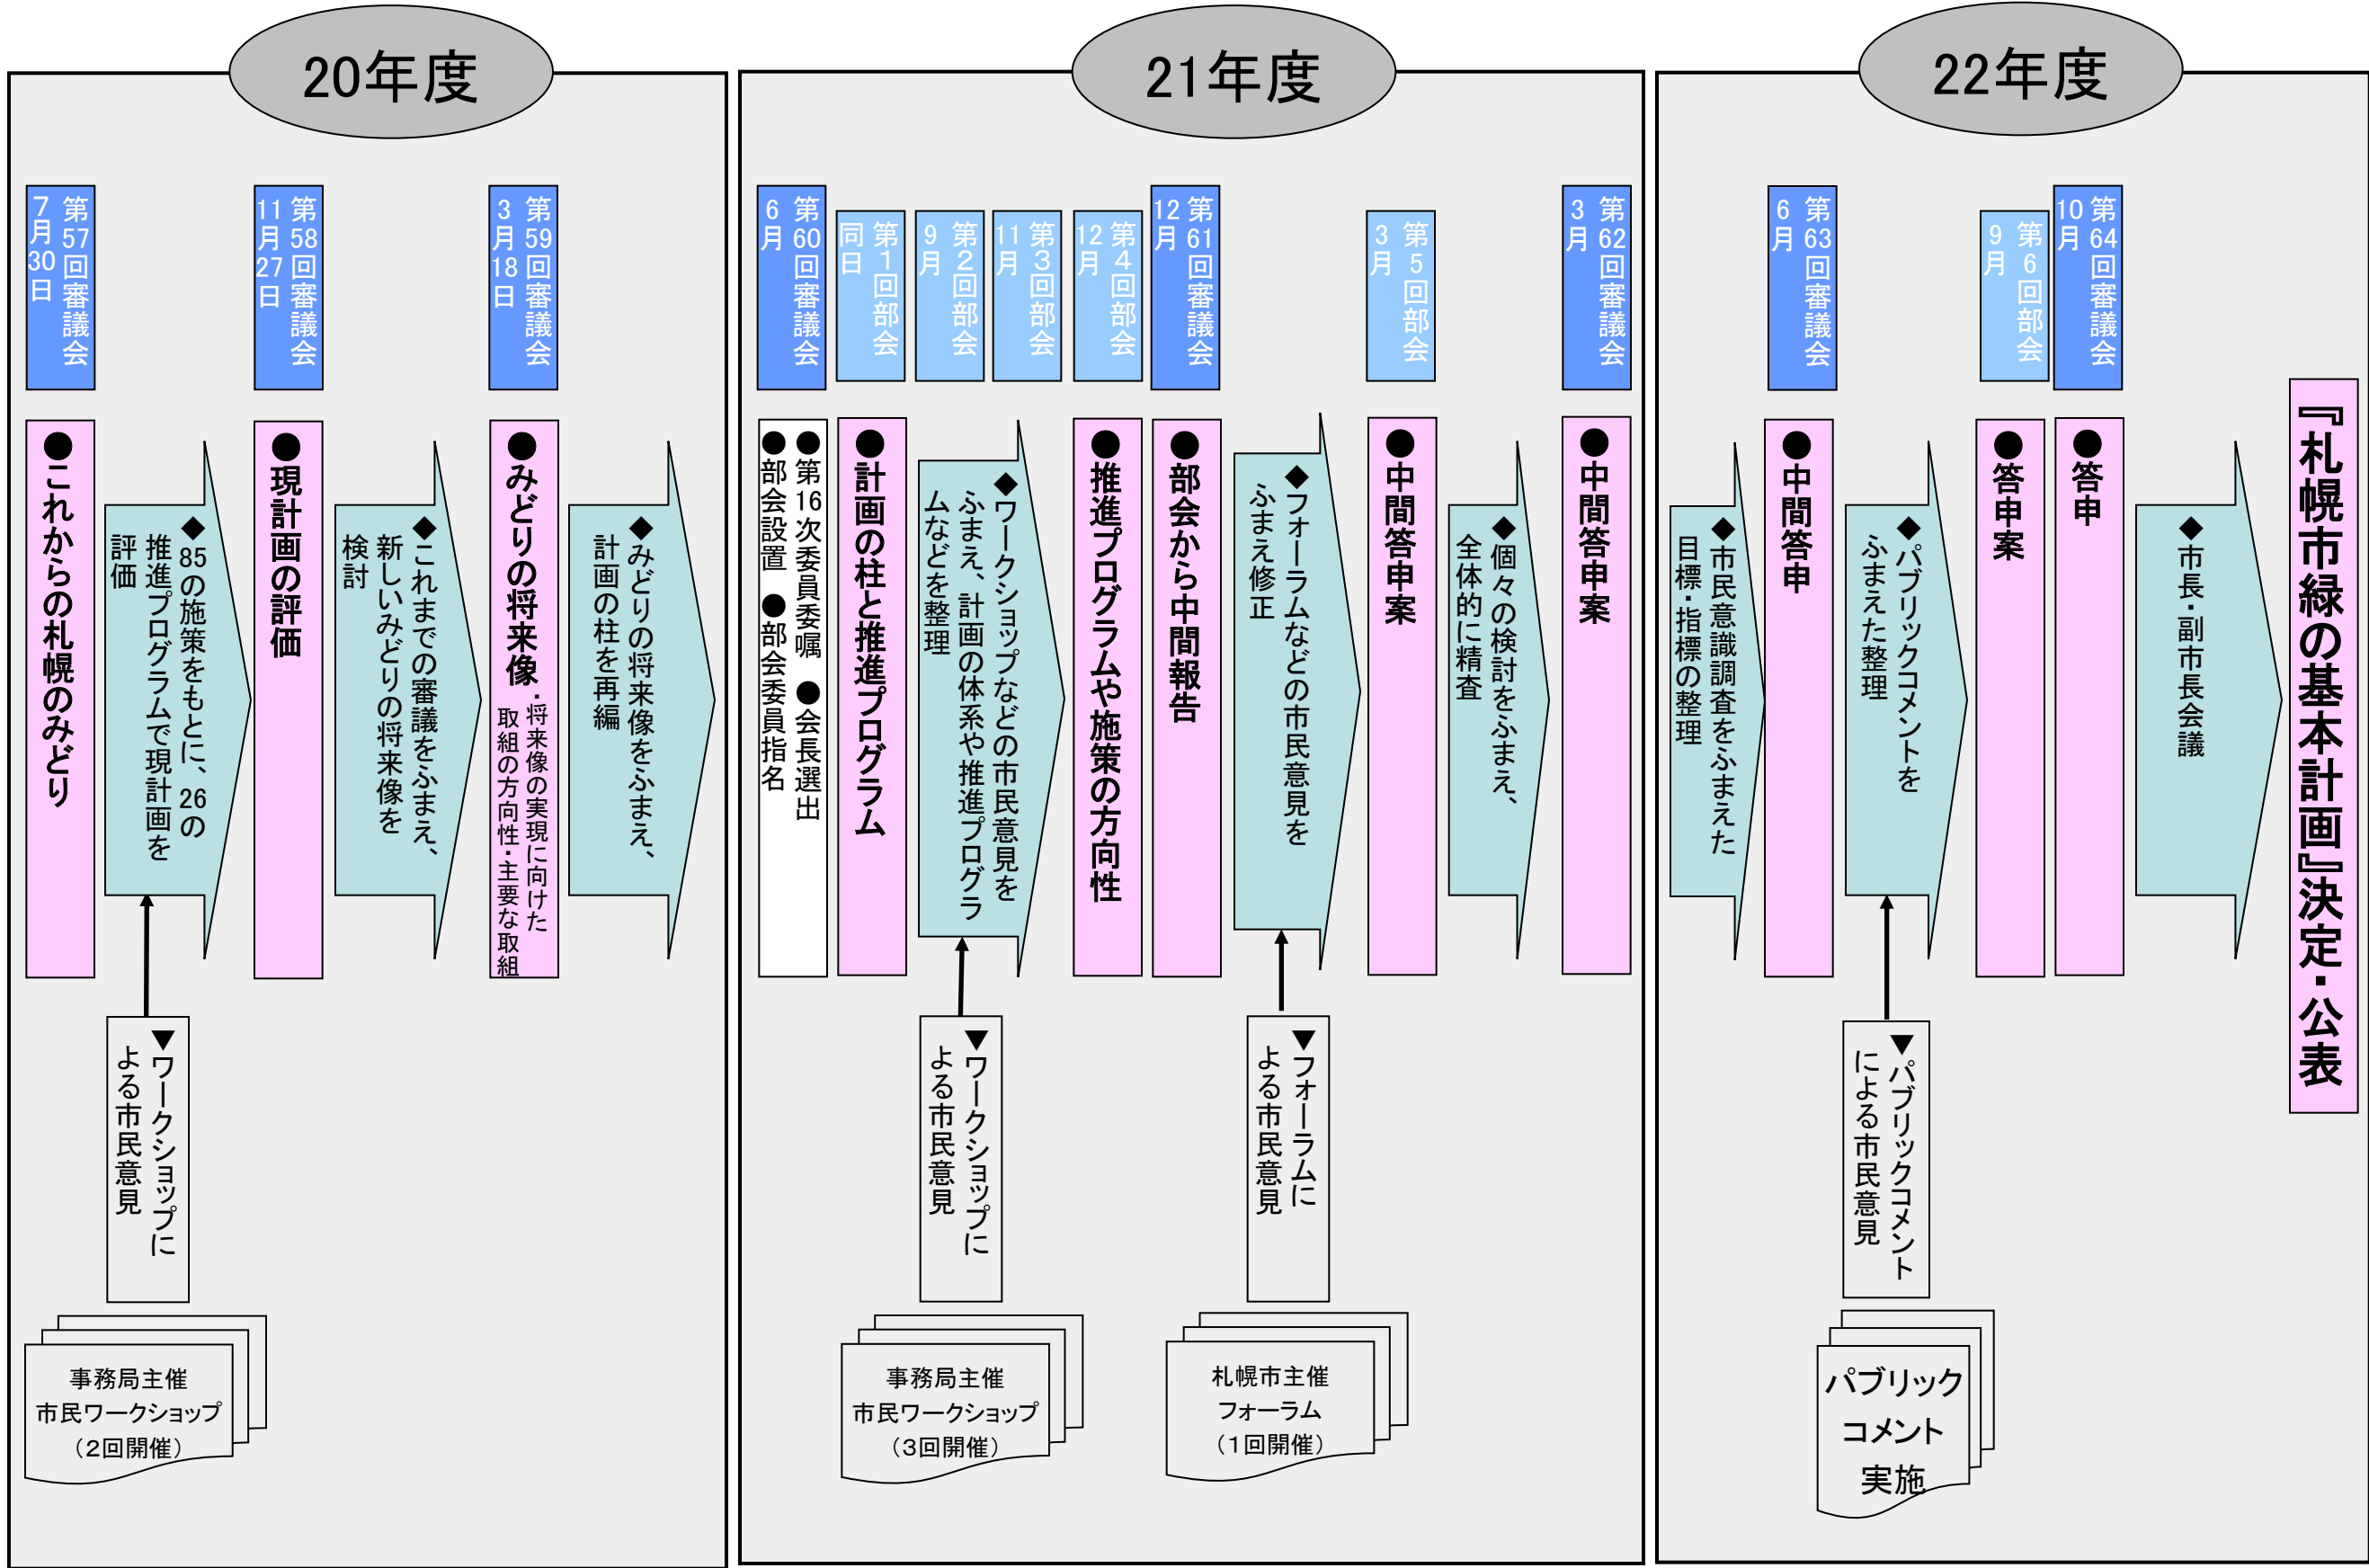 20年度
第57回審議会
7月30日
第58回審議会
11月27日
第59回審議会
3月18日
●これからの札幌のみどり
◆85の施策をもとに、26の
推進プログラムで現計画を
評価
●現計画の評価
◆これまでの審議をふまえ、
新しいみどりの将来像を
検討
●みどりの将来像・将来像の実現に向けた
取組の方向性・主要な取組
◆みどりの将来像をふまえ、
計画の柱を再編
▼ワークショップに
よる市民意見
事務局主催
市民ワークショップ
（2回開催）
21年度
第60回審議会
6月
第1回部会
同日
第2回部会
9月
第3回部会
11月
第4回部会
12月
第61回審議会
12月
第5回部会
3月
第62回審議会
3月
●第16次委員委嘱　●会長選出
●部会設置　●部会委員指名
●計画の柱と推進プログラム
◆ワークショップなどの市民意見を
ふまえ、計画の体系や推進プログラ
ムなどを整理
●推進プログラムや施策の方向性
●部会から中間報告
◆フォーラムなどの市民意見を
ふまえ修正
●中間答申案
◆個々の検討をふまえ、
全体的に精査
●中間答申案
▼ワークショップに
よる市民意見
▼フォーラムに
よる市民意見
事務局主催
市民ワークショップ
（3回開催）
札幌市主催
フォーラム
（1回開催）
22年度
第63回審議会
6月
第6回部会
9月
第64回審議会
10月
◆市民意識調査をふまえた
目標・指標の整理
●中間答申
◆パブリックコメントを
ふまえた整理
●答申案
●答申
◆市長・副市長会議
『札幌市緑の基本計画』決定・公表
▼パブリックコメント
による市民意見
パブリック
コメント
実施